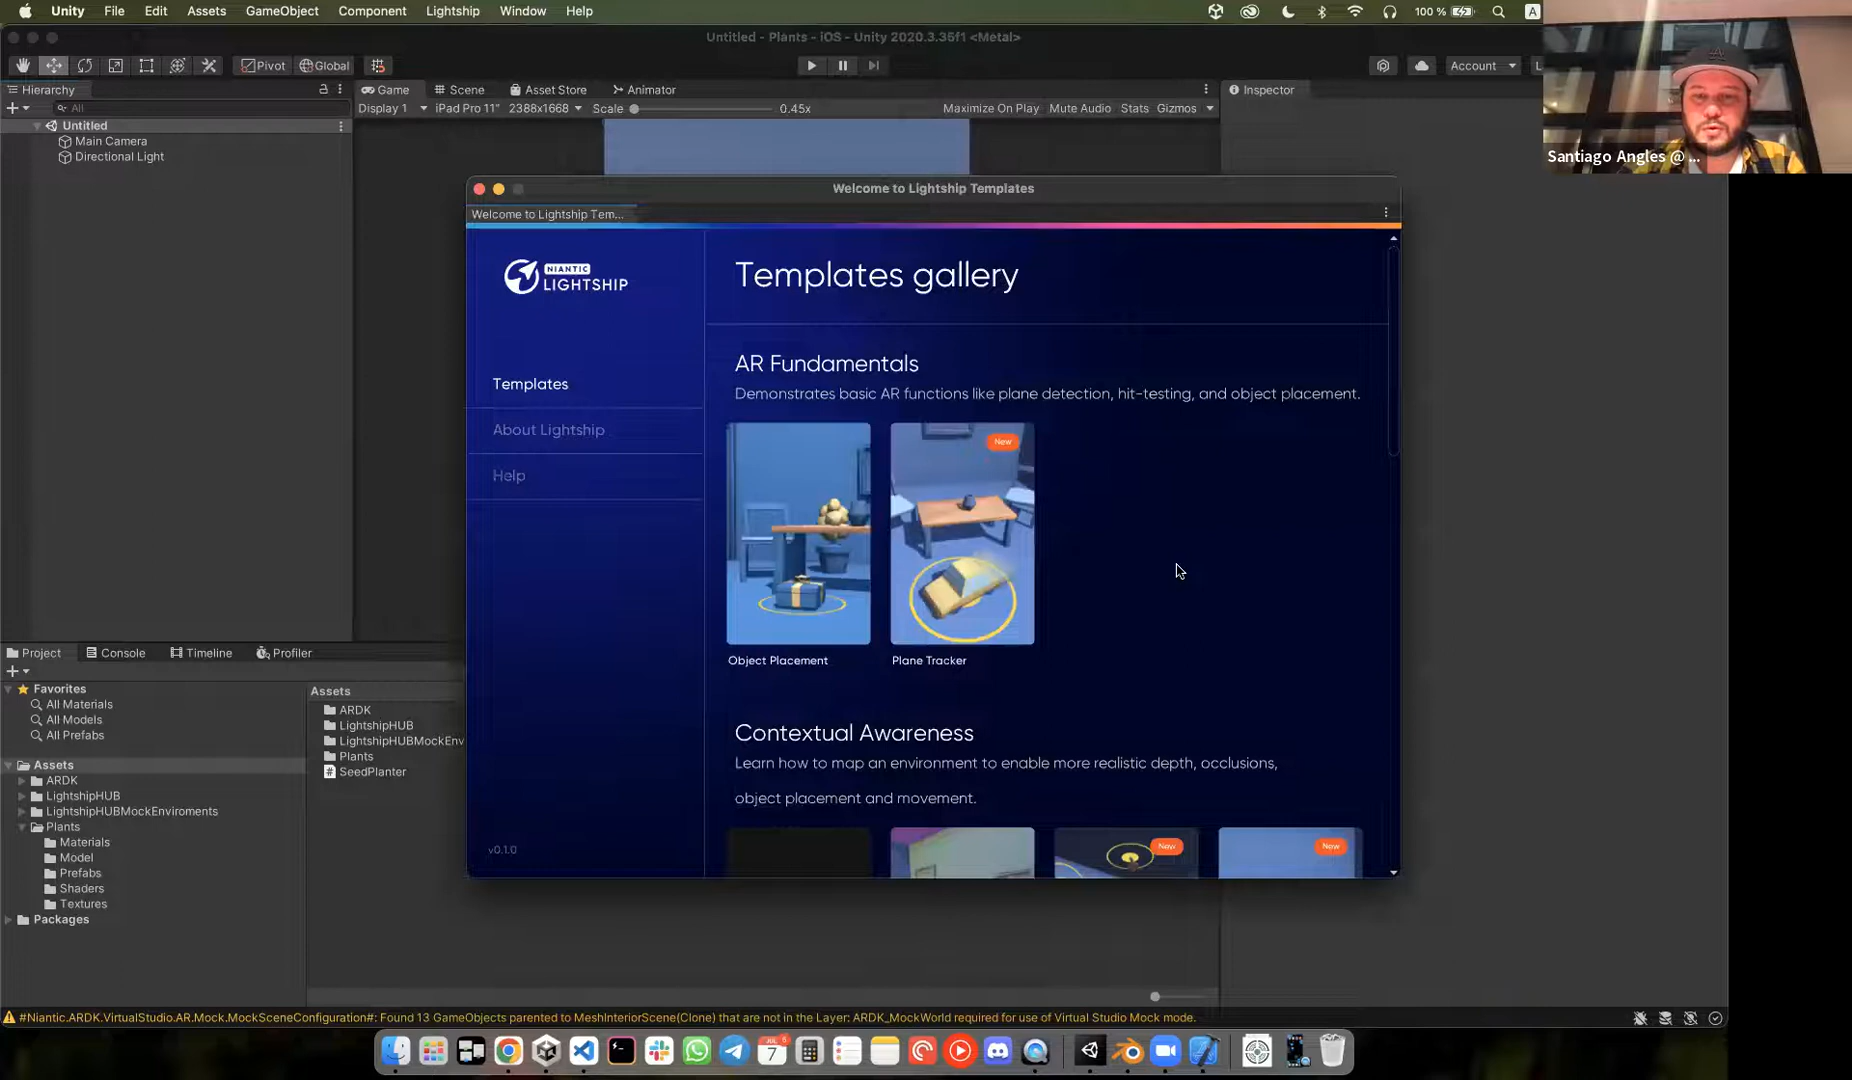 Unity File Edit Assets GameObject Component Lightship Window Help 100 % A
Untitled - Plants - iOS - Unity 2020.3.35f1 <Metal>
Pivot Global Account
Hierarchy
All
Untitled
Main Camera
Directional Light
Game Scene Asset Store Animator
Display 1 iPad Pro 11" 2388x1668 Scale 0.45x Maximize On Play Mute Audio Stats Gizmos
Inspector
Santiago Angles @ ...
Welcome to Lightship Templates
Welcome to Lightship Tem...
NIANTIC
LIGHTSHIP
Templates
About Lightship
Help
v0.1.0
Templates gallery
AR Fundamentals
Demonstrates basic AR functions like plane detection, hit-testing, and object placement.
New
Object Placement
Plane Tracker
Contextual Awareness
Learn how to map an environment to enable more realistic depth, occlusions,
object placement and movement.
New
New
Project Console Timeline Profiler
Favorites
All Materials
All Models
All Prefabs
Assets
ARDK
LightshipHUB
LightshipHUBMockEnviroments
Plants
Materials
Model
Prefabs
Shaders
Textures
Packages
Assets
ARDK
LightshipHUB
LightshipHUBMockEnv
Plants
SeedPlanter
#Niantic.ARDK.VirtualStudio.AR.Mock.MockSceneConfiguration#: Found 13 GameObjects parented to MeshInteriorScene(Clone) that are not in the Layer: ARDK_MockWorld required for use of Virtual Studio Mock mode.
JUL
7